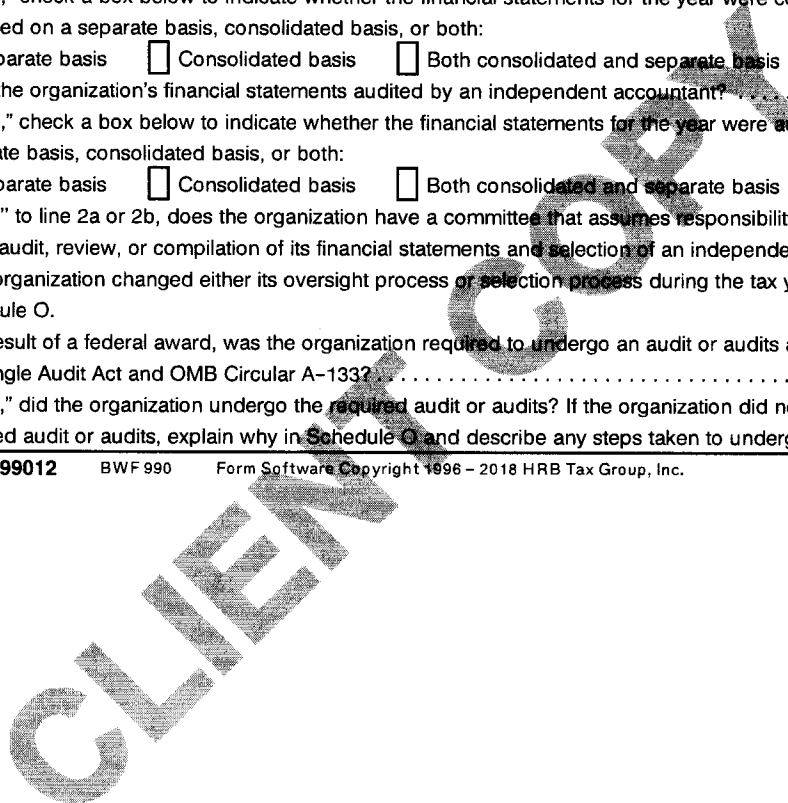 ed on a separate basis, consolidated basis, or both:
parate basis Consolidated basis Both consolidated and separate basis
the organization's financial statements audited by an independent accountant? . . . . .
," check a box below to indicate whether the financial statements for the year were
te basis, consolidated basis, or both:
parate basis Consolidated basis Both consolidated and separate basis
" to line 2a or 2b, does the organization have a committee that assumes responsibilit
audit, review, or compilation of its financial statements and selection of an independe
organization changed either its oversight process or selection process during the tax y
ule O.
esult of a federal award, was the organization required to undergo an audit or audits a
ngle Audit Act and OMB Circular A-133? . . . . . . . . . . . . . . . . . . . . . . . . . . . . . . . . . . . .
," did the organization undergo the required audit or audits? If the organization did n
ed audit or audits, explain why in Schedule O and describe any steps taken to underg
99012 BWF 990 Form Software Copyright 1996 – 2018 HRB Tax Group, Inc.
CLIENT COPY